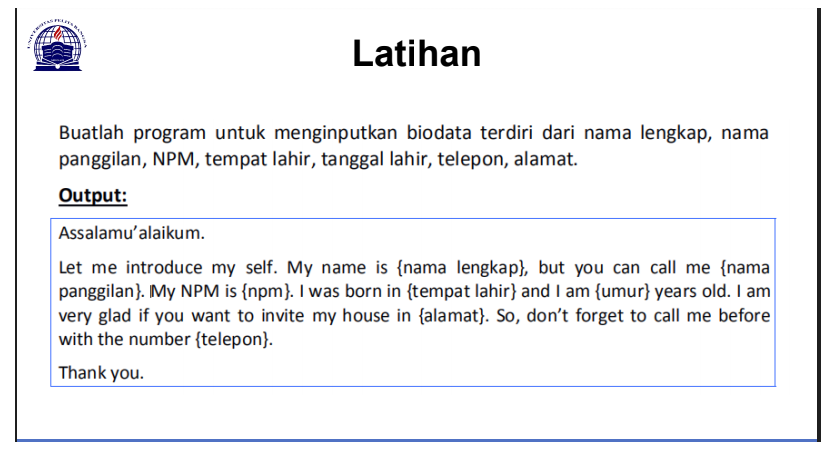 UNIVERSITAS PELITA BANGSA
Latihan
Buatlah program untuk menginputkan biodata terdiri dari nama lengkap, nama
panggilan, NPM, tempat lahir, tanggal lahir, telepon, alamat.
Output:
Assalamu’alaikum.
Let me introduce my self. My name is {nama lengkap}, but you can call me {nama
panggilan}. My NPM is {npm}. I was born in {tempat lahir} and I am {umur} years old. I am
very glad if you want to invite my house in {alamat}. So, don’t forget to call me before
with the number {telepon}.
Thank you.